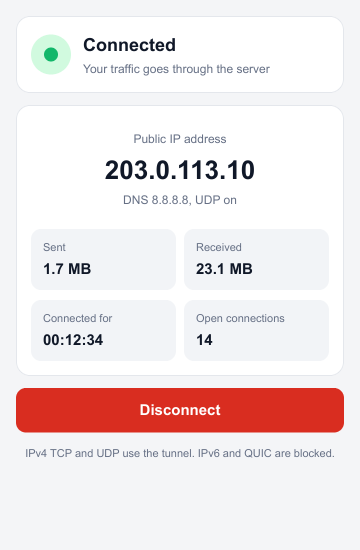 Connected
Your traffic goes through the server
Public IP address
203.0.113.10
DNS 8.8.8.8, UDP on
Sent
1.7 MB
Received
23.1 MB
Connected for
00:12:34
Open connections
14
Disconnect
IPv4 TCP and UDP use the tunnel. IPv6 and QUIC are blocked.